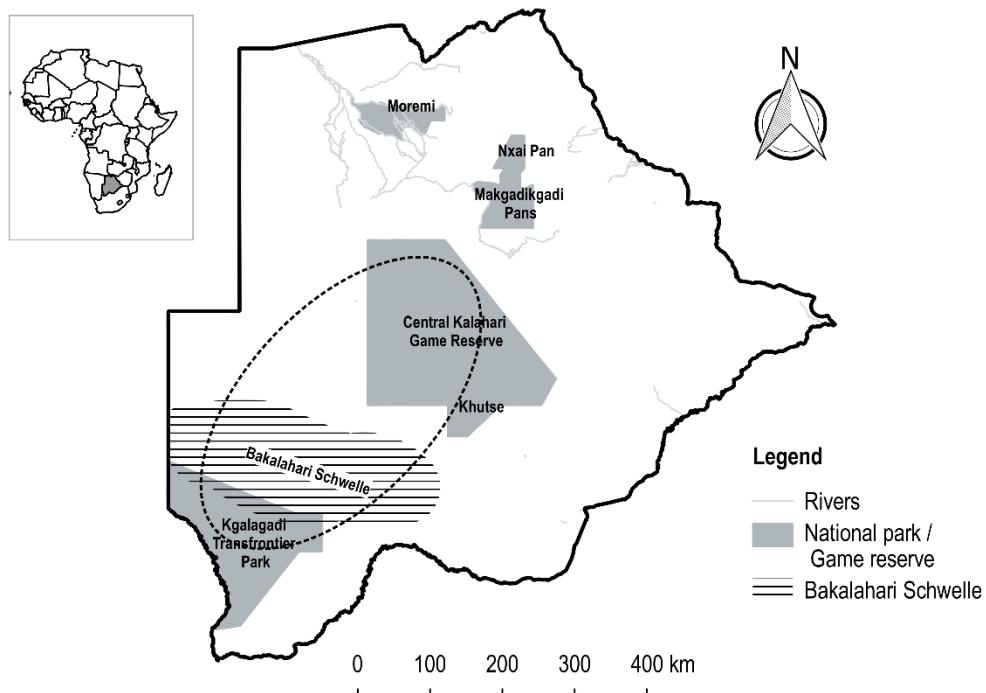 N
Moremi
Nxai Pan
Makgadikgadi
Pans
Central Kalahari
Game Reserve
Khutse
Bakalahari Schwelle
Kgalagadi
Transfrontier
Park
Legend
Rivers
National park /
Game reserve
Bakalahari Schwelle
0 100 200 300 400 km